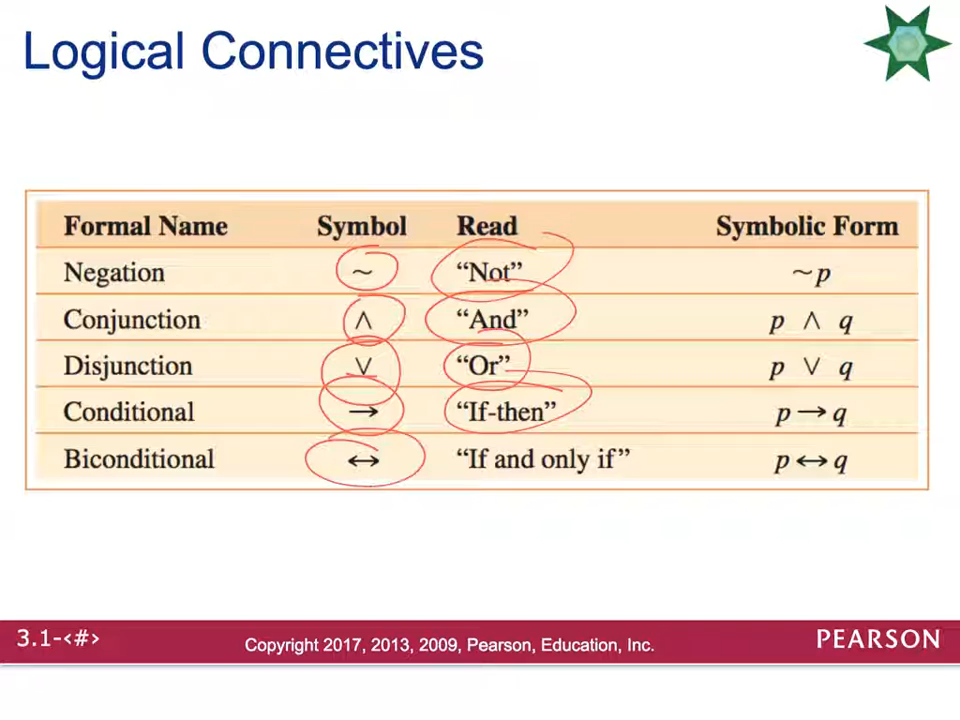 Logical Connectives
Formal Name Symbol Read Symbolic Form
Negation ~ “Not” ~p
Conjunction ∧ “And” p ∧ q
Disjunction ∨ “Or” p ∨ q
Conditional → “If-then” p → q
Biconditional ↔ “If and only if” p ↔ q
3.1-<#> Copyright 2017, 2013, 2009, Pearson, Education, Inc. PEARSON